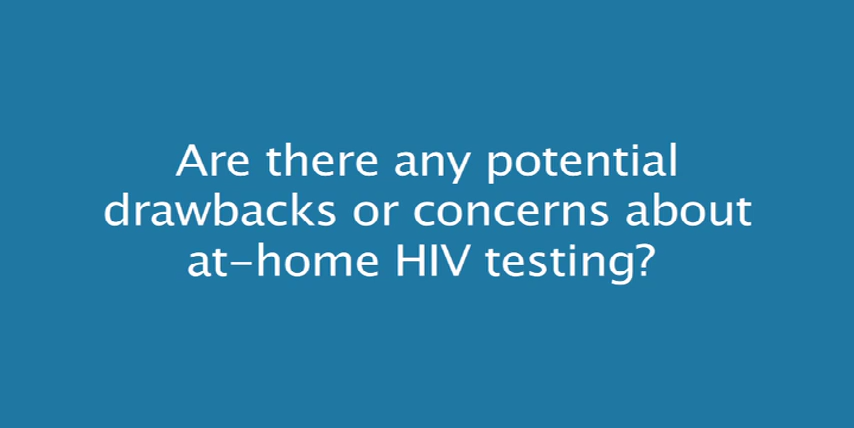 Are there any potential
drawbacks or concerns about
at–home HIV testing?